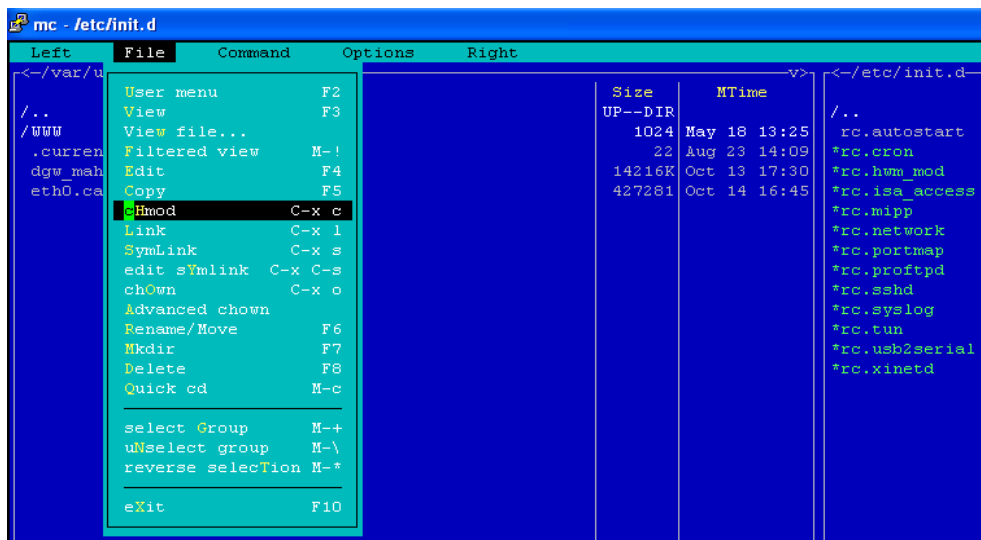 mc - /etc/init.d
Left File Command Options Right
<-/var/u v> <-/etc/init.d
User menu F2 Size MTime
/.. View F3 UP--DIR /..
/WWW View file... 1024 May 18 13:25 rc.autostart
.curren Filtered view M-! 22 Aug 23 14:09 *rc.cron
dgw_mah Edit F4 14216K Oct 13 17:30 *rc.hwm_mod
eth0.ca Copy F5 427281 Oct 14 16:45 *rc.isa_access
cHmod C-x c *rc.mipp
Link C-x l *rc.network
SymLink C-x s *rc.portmap
edit sYmlink C-x C-s *rc.proftpd
chOwn C-x o *rc.sshd
Advanced chown *rc.syslog
Rename/Move F6 *rc.tun
Mkdir F7 *rc.usb2serial
Delete F8 *rc.xinetd
Quick cd M-c
select Group M-+
uNselect group M-\
reverse selecTion M-*
eXit F10